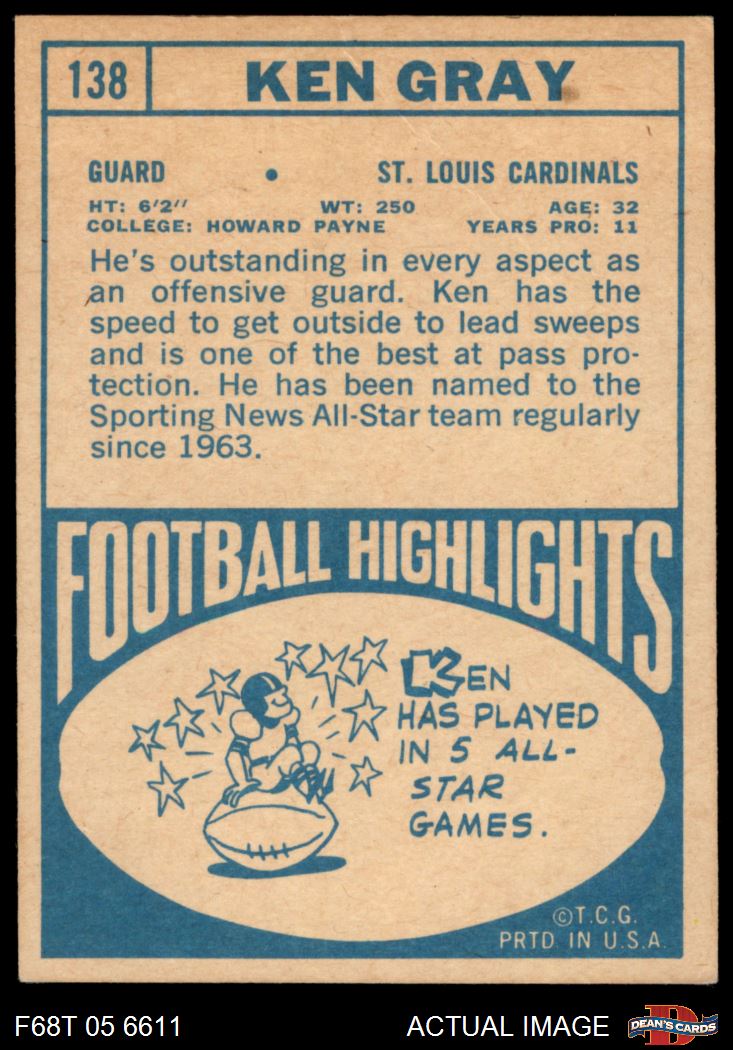 138 KEN GRAY
GUARD • ST. LOUIS CARDINALS
HT: 6'2" WT: 250 AGE: 32
COLLEGE: HOWARD PAYNE YEARS PRO: 11
He's outstanding in every aspect as
an offensive guard. Ken has the
speed to get outside to lead sweeps
and is one of the best at pass pro-
tection. He has been named to the
Sporting News All-Star team regularly
since 1963.
FOOTBALL HIGHLIGHTS
KEN
HAS PLAYED
IN 5 ALL-
STAR
GAMES.
©T.C.G.
PRTD IN U.S.A.
F68T 05 6611 ACTUAL IMAGE D DEAN'S CARDS